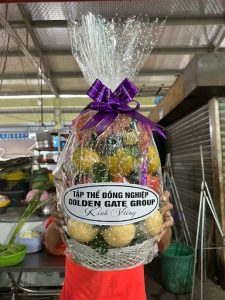 TẬP THỂ ĐỒNG NGHIỆP
GOLDEN GATE GROUP
Kính Viếng